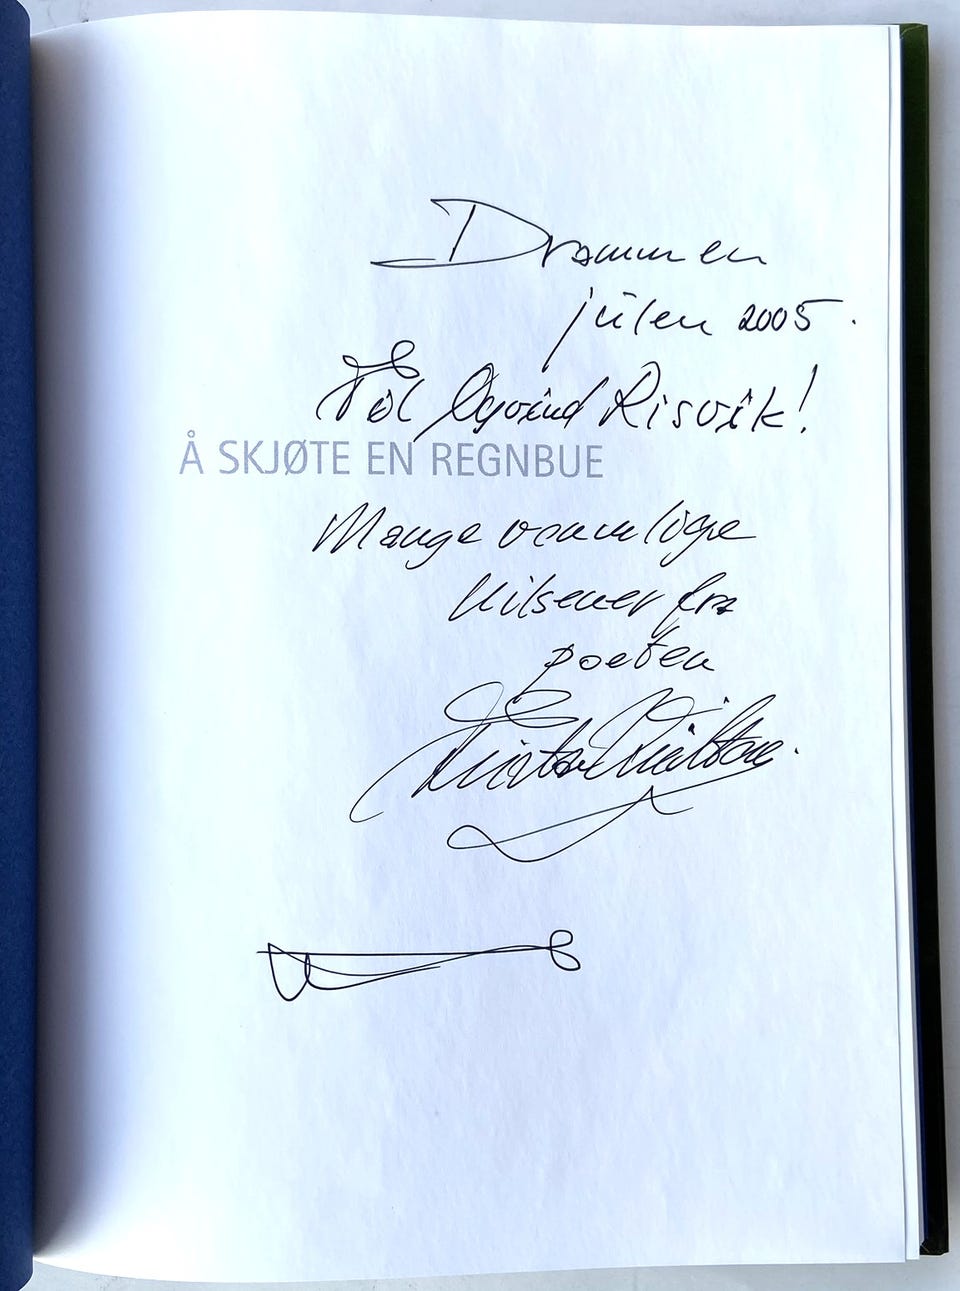 Drammen
julen 2005.
Til Øyvind Risvik!
Å SKJØTE EN REGNBUE
Mange vennlige
hilsener fra
poeten